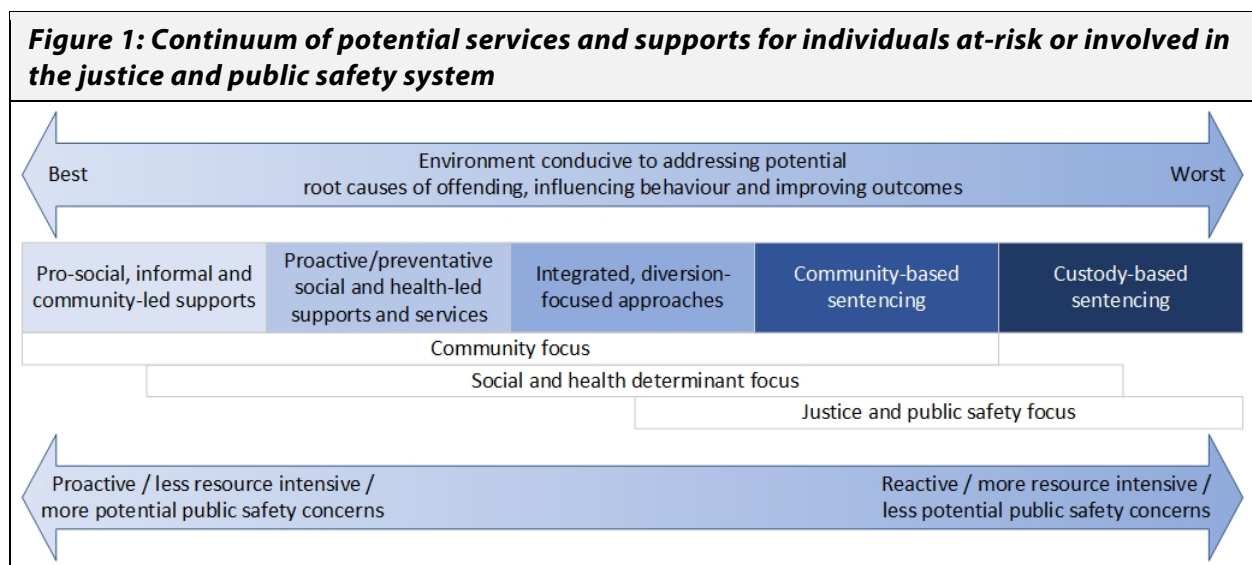 Figure 1: Continuum of potential services and supports for individuals at-risk or involved in
the justice and public safety system
Environment conducive to addressing potential
Best
root causes of offending, influencing behaviour and improving outcomes
Worst
Pro-social, informal and
community-led supports
Proactive/preventative
social and health-led
supports and services
Integrated, diversion-
focused approaches
Community-based
sentencing
Custody-based
sentencing
Community focus
Social and health determinant focus
Justice and public safety focus
Proactive / less resource intensive /
more potential public safety concerns
Reactive / more resource intensive /
less potential public safety concerns